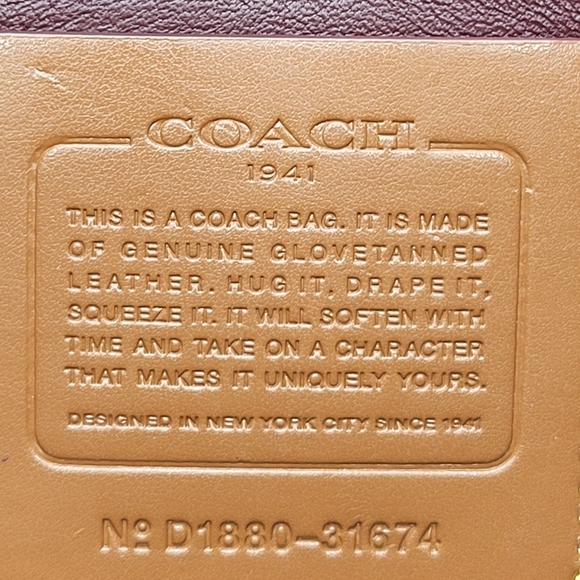 COACH
1941
THIS IS A COACH BAG. IT IS MADE
OF GENUINE GLOVETANNED
LEATHER. HUG IT, DRAPE IT,
SQUEEZE IT. IT WILL SOFTEN WITH
TIME AND TAKE ON A CHARACTER
THAT MAKES IT UNIQUELY YOURS.
DESIGNED IN NEW YORK CITY SINCE 1941
Nº D1880-31674